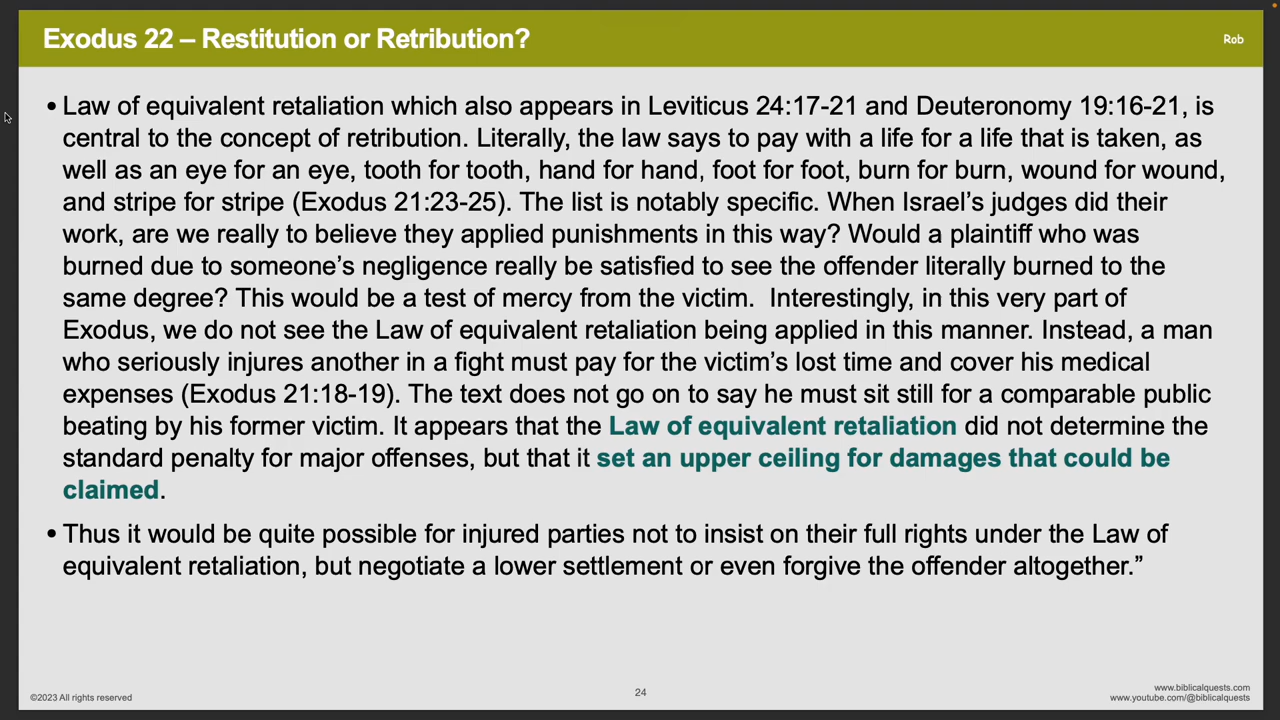 Exodus 22 – Restitution or Retribution?
Rob
• Law of equivalent retaliation which also appears in Leviticus 24:17-21 and Deuteronomy 19:16-21, is
central to the concept of retribution. Literally, the law says to pay with a life for a life that is taken, as
well as an eye for an eye, tooth for tooth, hand for hand, foot for foot, burn for burn, wound for wound,
and stripe for stripe (Exodus 21:23-25). The list is notably specific. When Israel’s judges did their
work, are we really to believe they applied punishments in this way? Would a plaintiff who was
burned due to someone’s negligence really be satisfied to see the offender literally burned to the
same degree? This would be a test of mercy from the victim.  Interestingly, in this very part of
Exodus, we do not see the Law of equivalent retaliation being applied in this manner. Instead, a man
who seriously injures another in a fight must pay for the victim’s lost time and cover his medical
expenses (Exodus 21:18-19). The text does not go on to say he must sit still for a comparable public
beating by his former victim. It appears that the Law of equivalent retaliation did not determine the
standard penalty for major offenses, but that it set an upper ceiling for damages that could be
claimed.
• Thus it would be quite possible for injured parties not to insist on their full rights under the Law of
equivalent retaliation, but negotiate a lower settlement or even forgive the offender altogether.”
©2023 All rights reserved
24
www.biblicalquests.com
www.youtube.com/@biblicalquests